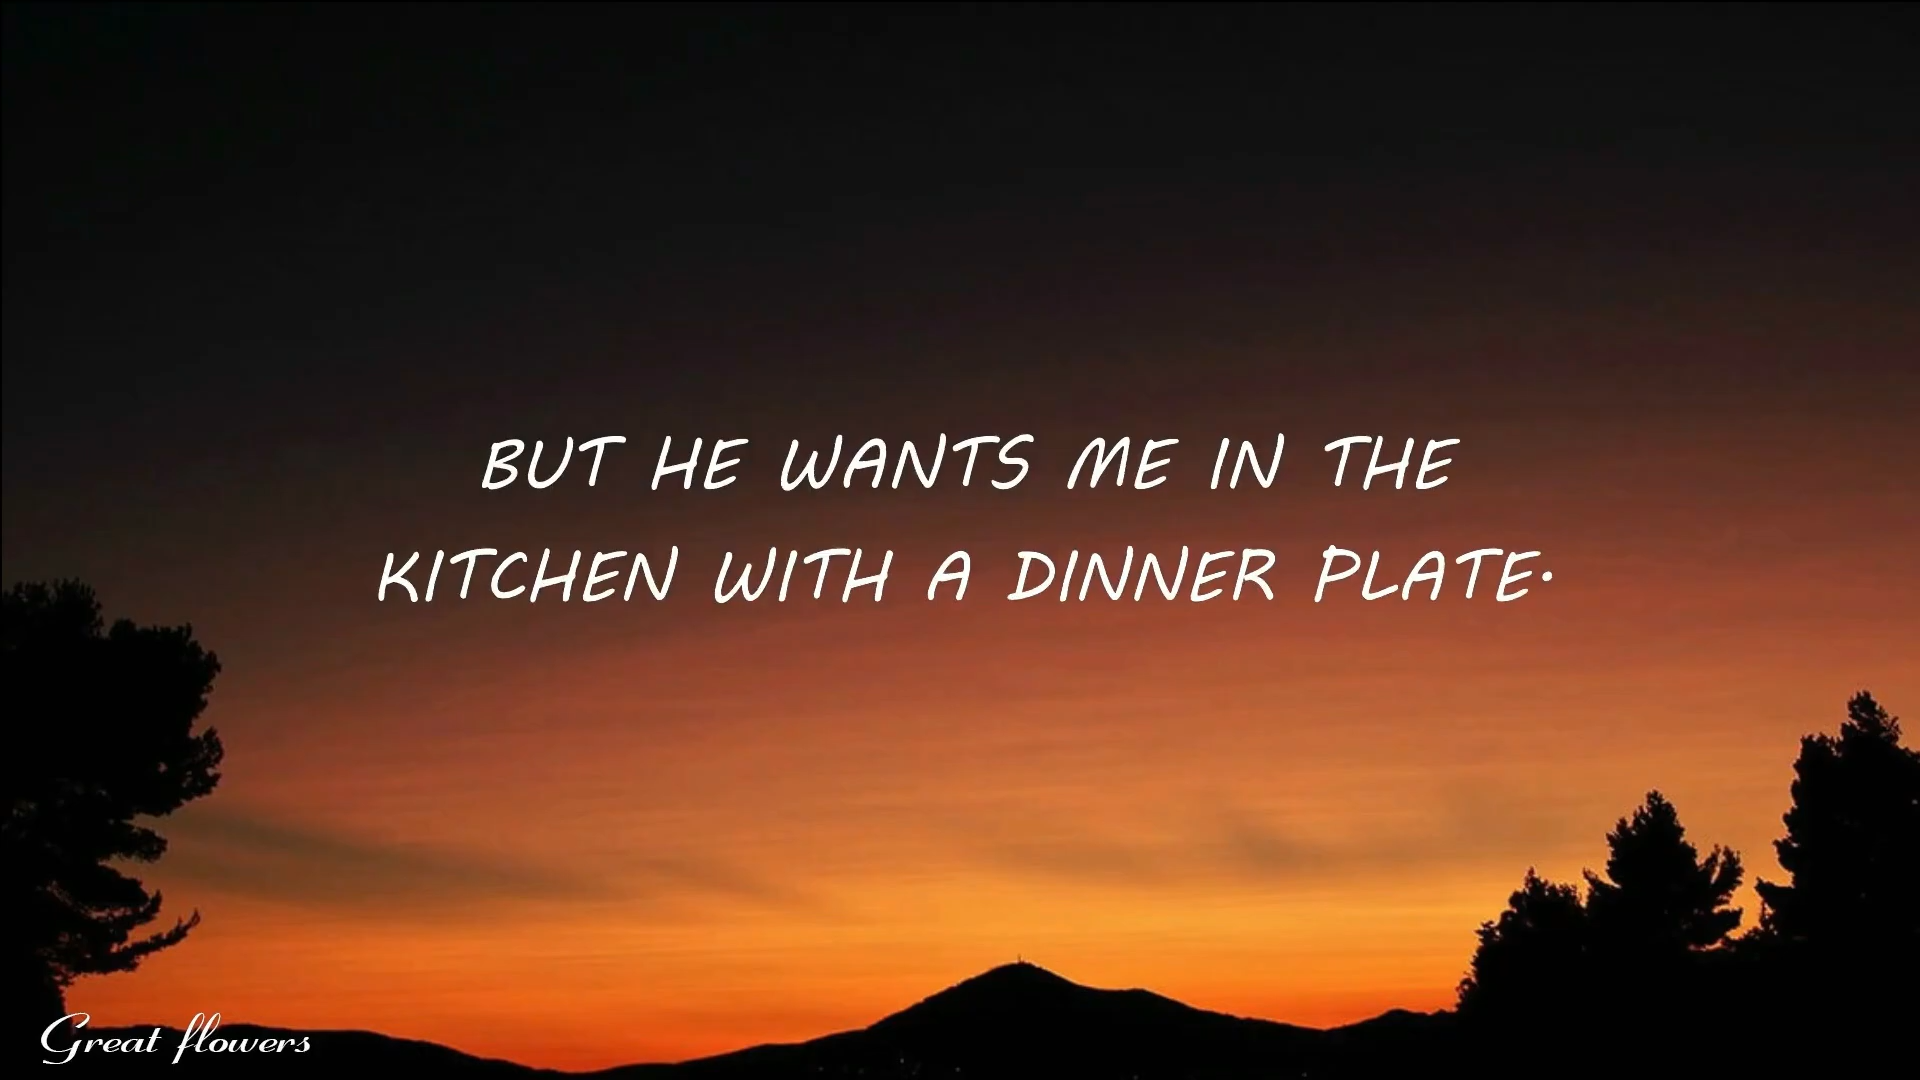 BUT HE WANTS ME IN THE
KITCHEN WITH A DINNER PLATE.
Great flowers